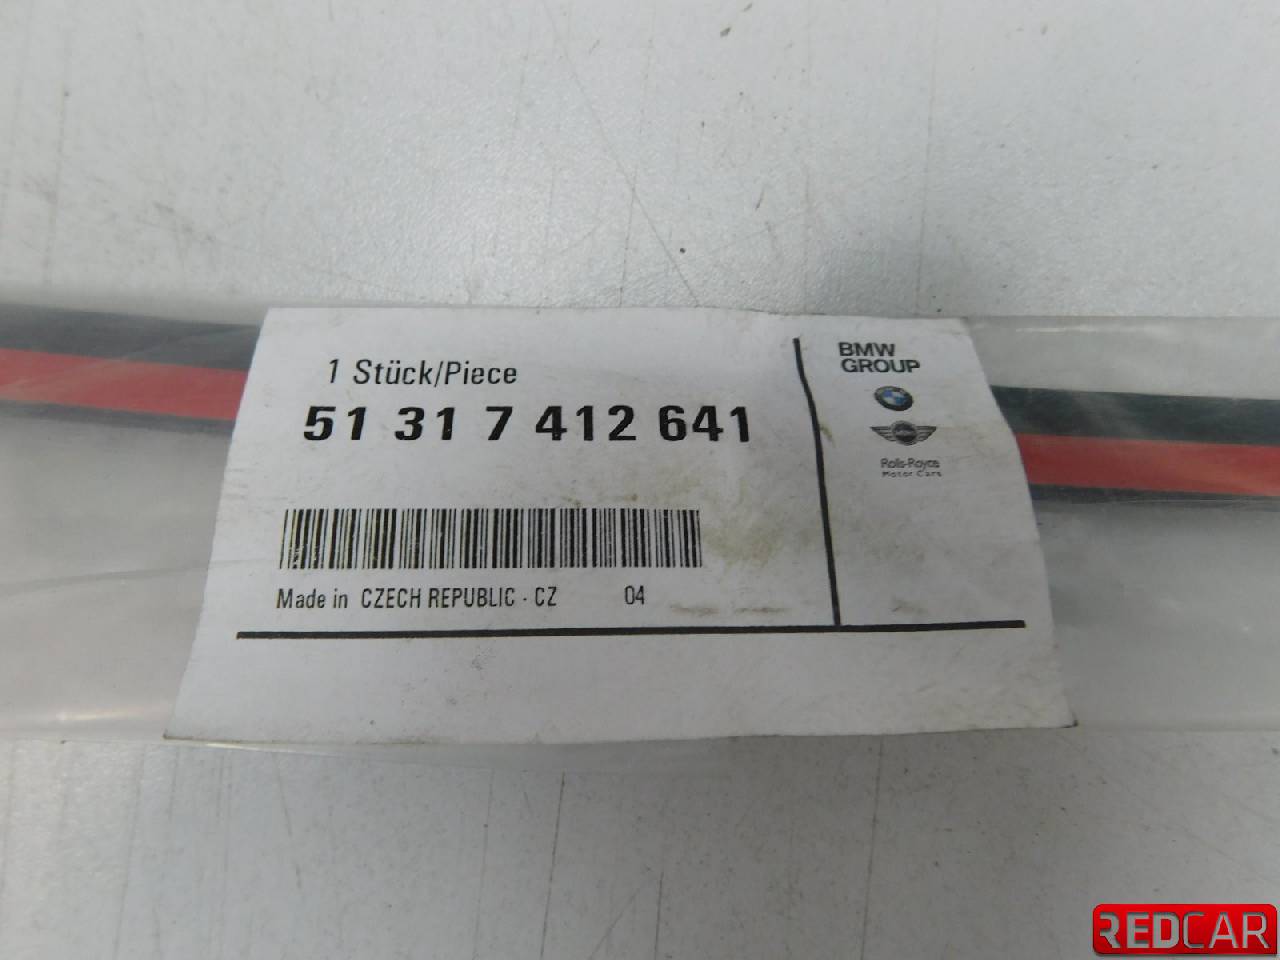 1 Stück/Piece
51 31 7 412 641
Made in CZECH REPUBLIC - CZ 04
BMW
GROUP
Rolls-Royce
Motor Cars
REDCAR